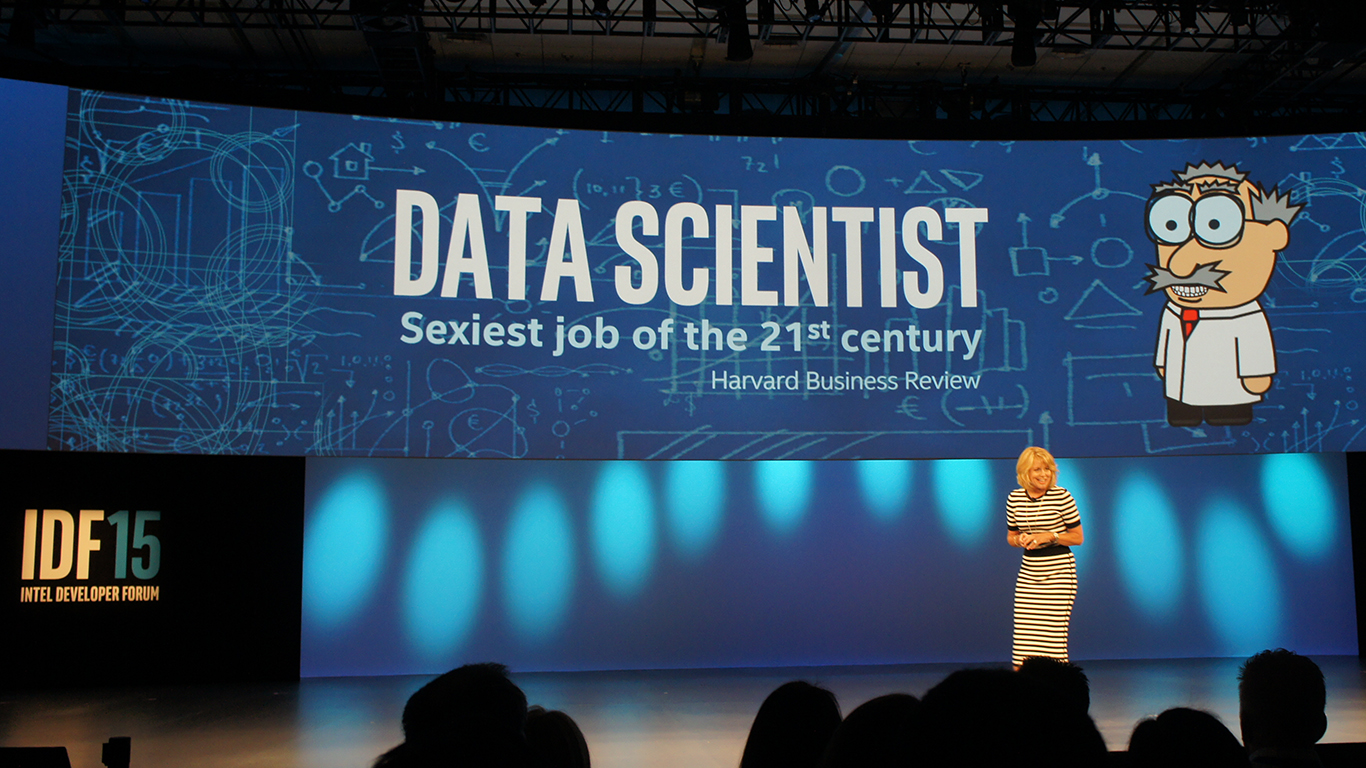 DATA SCIENTIST
Sexiest job of the 21st century
Harvard Business Review
IDF15
INTEL DEVELOPER FORUM